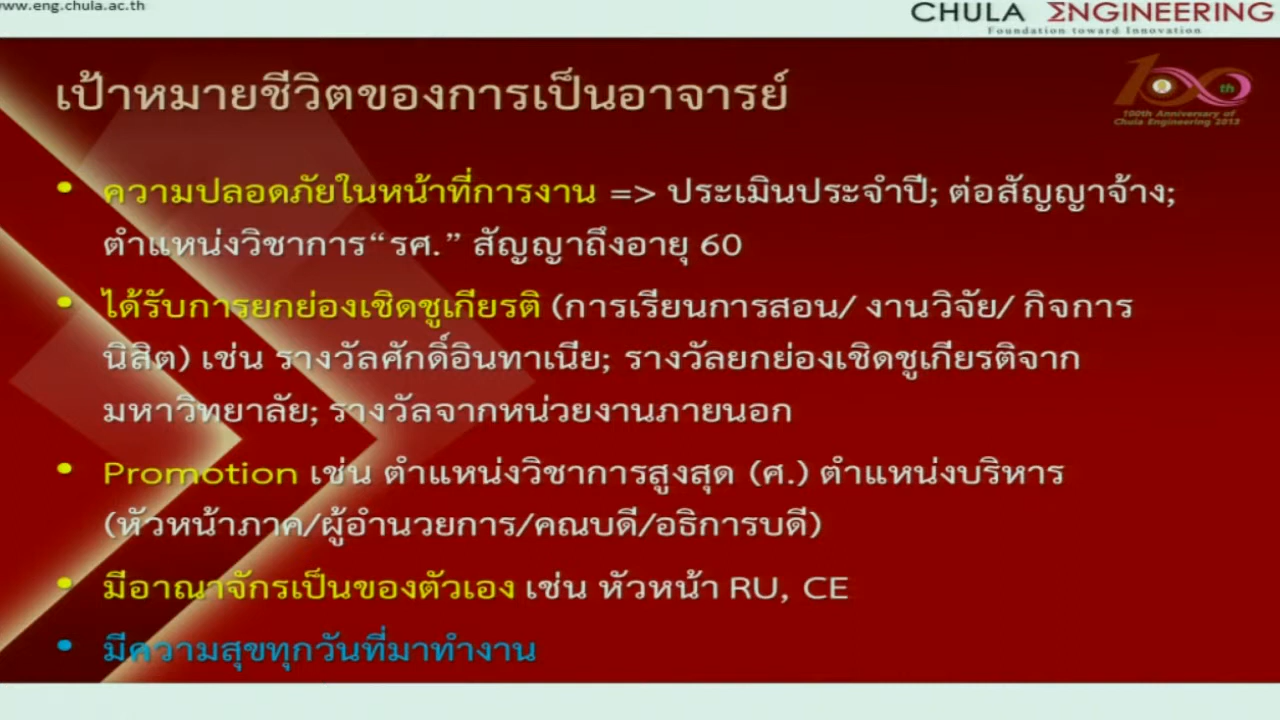 www.eng.chula.ac.th
CHULA ΣNGINEERING
Foundation toward Innovation
เป้าหมายชีวิตของการเป็นอาจารย์
100th
100th Anniversary of
Chula Engineering 2013
• ความปลอดภัยในหน้าที่การงาน => ประเมินประจำปี; ต่อสัญญาจ้าง;
ตำแหน่งวิชาการ“รศ.” สัญญาถึงอายุ 60
• ได้รับการยกย่องเชิดชูเกียรติ (การเรียนการสอน/ งานวิจัย/ กิจการ
นิสิต) เช่น รางวัลศักดิ์อินทาเนีย; รางวัลยกย่องเชิดชูเกียรติจาก
มหาวิทยาลัย; รางวัลจากหน่วยงานภายนอก
• Promotion เช่น ตำแหน่งวิชาการสูงสุด (ศ.) ตำแหน่งบริหาร
(หัวหน้าภาค/ผู้อำนวยการ/คณบดี/อธิการบดี)
• มีอาณาจักรเป็นของตัวเอง เช่น หัวหน้า RU, CE
• มีความสุขทุกวันที่มาทำงาน